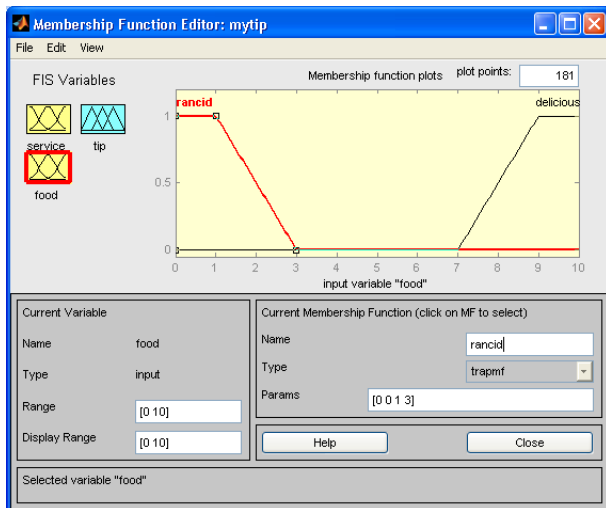 Membership Function Editor: mytip
File Edit View
FIS Variables
Membership function plots plot points: 181
service tip
food
rancid delicious
1
0.5
0
0 1 2 3 4 5 6 7 8 9 10
input variable "food"
Current Variable
Name food
Type input
Range [0 10]
Display Range [0 10]
Current Membership Function (click on MF to select)
Name rancid
Type trapmf
Params [0 0 1 3]
Help Close
Selected variable "food"